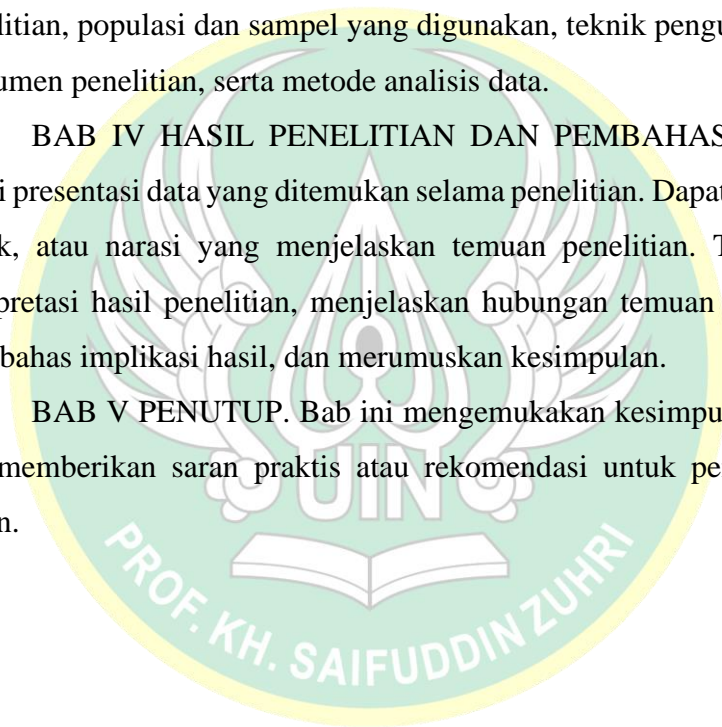 litian, populasi dan sampel yang digunakan, teknik pengu
umen penelitian, serta metode analisis data.
BAB IV HASIL PENELITIAN DAN PEMBAHAS
i presentasi data yang ditemukan selama penelitian. Dapat
k, atau narasi yang menjelaskan temuan penelitian. T
pretasi hasil penelitian, menjelaskan hubungan temuan
bahas implikasi hasil, dan merumuskan kesimpulan.
BAB V PENUTUP. Bab ini mengemukakan kesimpu
memberikan saran praktis atau rekomendasi untuk pe
n.
UIN
PROF. KH. SAIFUDDIN ZUHRI